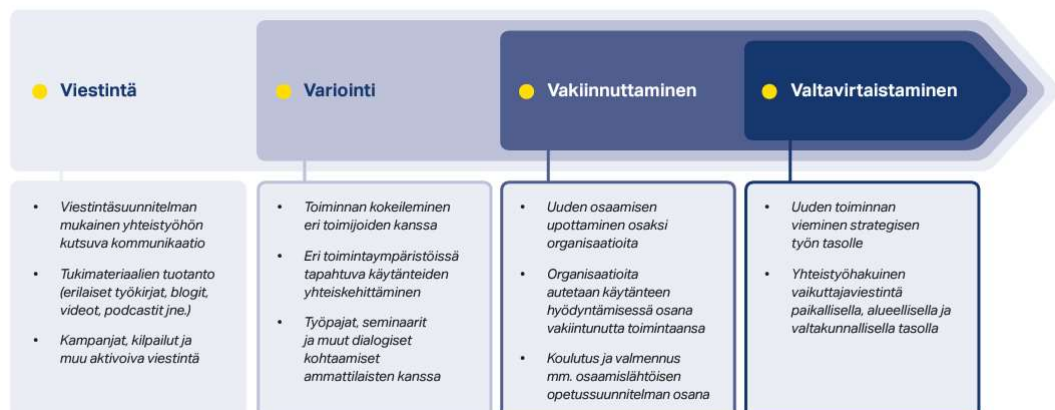 Viestintä
Variointi
Vakiinnuttaminen
Valtavirtaistaminen
• Viestintäsuunnitelman
mukainen yhteistyöhön
kutsuva kommunikaatio
• Tukimateriaalien tuotanto
(erilaiset työkirjat, blogit,
videot, podcastit jne.)
• Kampanjat, kilpailut ja
muu aktivoiva viestintä
• Toiminnan kokeileminen
eri toimijoiden kanssa
• Eri toimintaympäristöissä
tapahtuva käytänteiden
yhteiskehittäminen
• Työpajat, seminaarit
ja muut dialogiset
kohtaamiset
ammattilaisten kanssa
• Uuden osaamisen
upottaminen osaksi
organisaatioita
• Organisaatioita
autetaan käytänteen
hyödyntämisessä osana
vakiintunutta toimintaansa
• Koulutus ja valmennus
mm. osaamislähtöisen
opetussuunnitelman osana
• Uuden toiminnan
vieminen strategisen
työn tasolle
• Yhteistyöhakuinen
vaikuttajaviestintä
paikallisella, alueellisella ja
valtakunnallisella tasolla